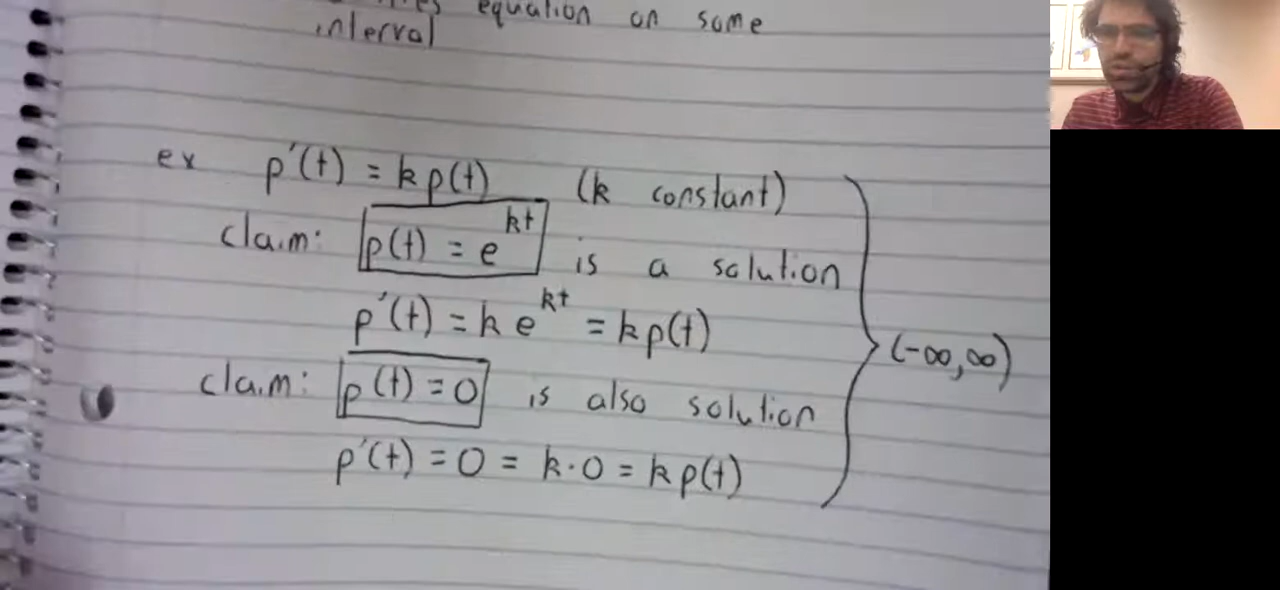 equation on some
interval
ex p'(t) = kp(t) (k constant)
claim: p(t) = e^{kt} is a solution
p'(t) = k e^{kt} = kp(t)
(-∞,∞)
claim: p(t) = 0 is also solution
p'(t) = 0 = k·0 = kp(t)